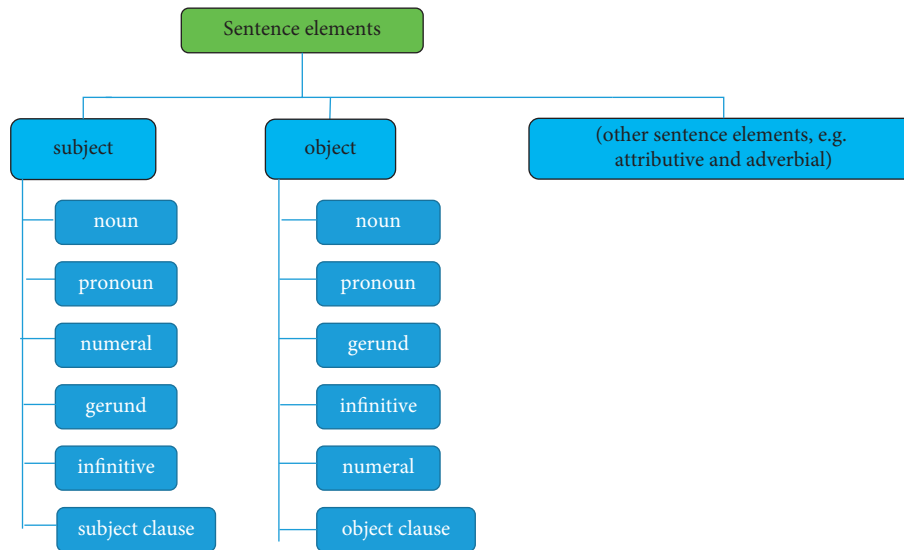 Sentence elements
subject
object
(other sentence elements, e.g.
attributive and adverbial)
noun
pronoun
numeral
gerund
infinitive
subject clause
noun
pronoun
gerund
infinitive
numeral
object clause